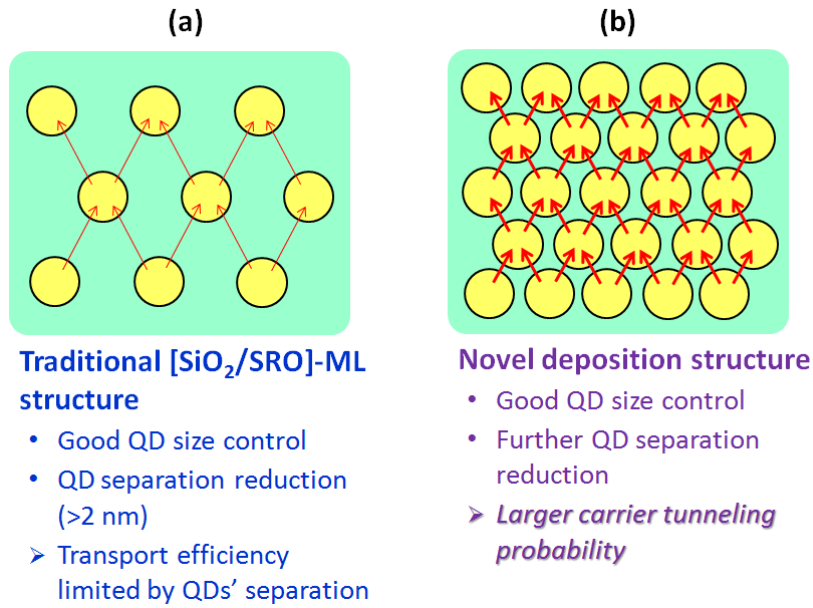 (a)
Traditional [SiO₂/SRO]-ML
structure
• Good QD size control
• QD separation reduction
(>2 nm)
➢ Transport efficiency
limited by QDs' separation
(b)
Novel deposition structure
• Good QD size control
• Further QD separation
reduction
➢ Larger carrier tunneling
probability